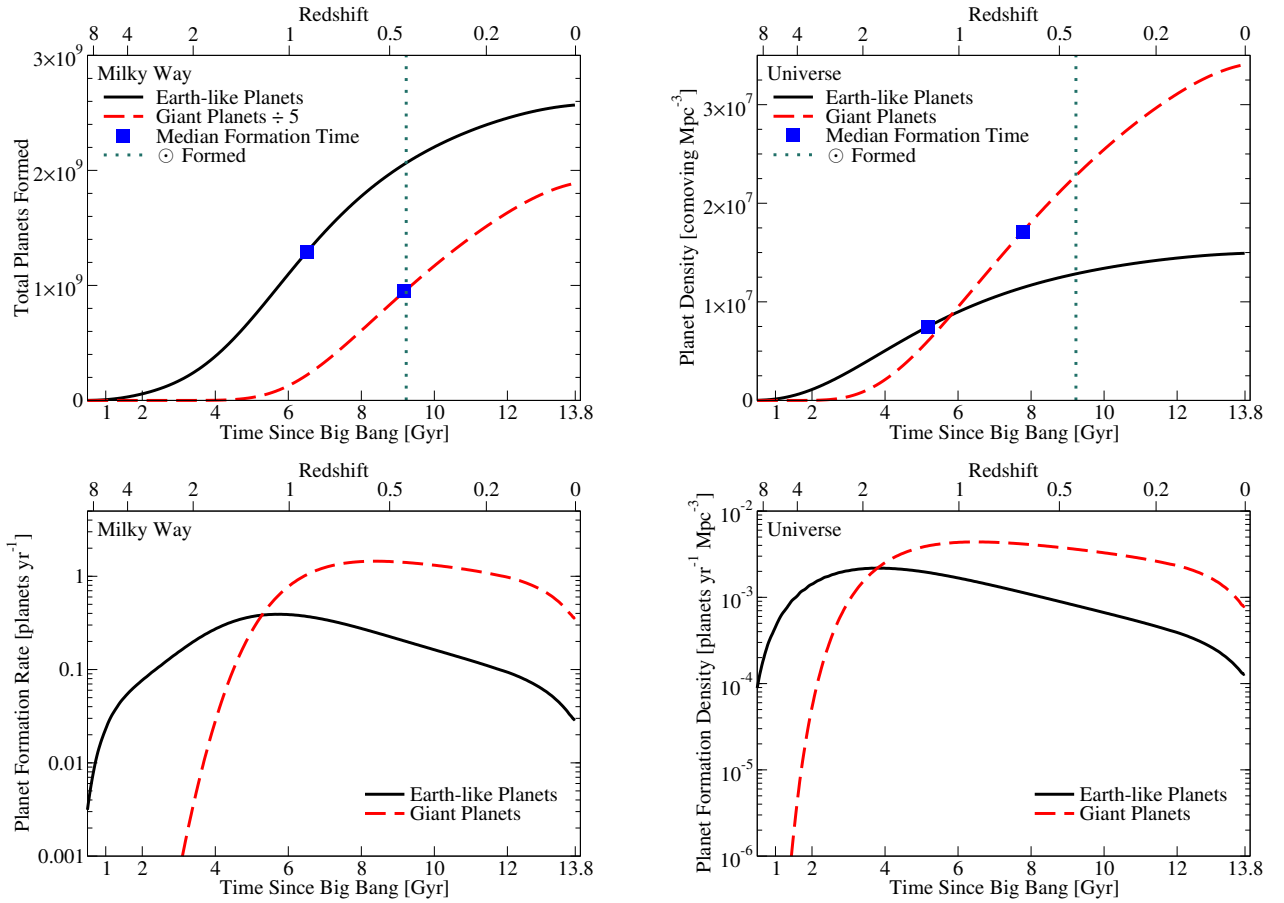 Redshift
8 4 2 1 0.5 0.2 0
3×10^9
Milky Way
Earth-like Planets
Giant Planets ÷ 5
Median Formation Time
☉ Formed
2×10^9
1×10^9
0
Total Planets Formed
1 2 4 6 8 10 12 13.8
Time Since Big Bang [Gyr]
Redshift
8 4 2 1 0.5 0.2 0
Universe
Earth-like Planets
Giant Planets
Median Formation Time
☉ Formed
3×10^7
2×10^7
1×10^7
0
Planet Density [comoving Mpc^-3]
1 2 4 6 8 10 12 13.8
Time Since Big Bang [Gyr]
Redshift
8 4 2 1 0.5 0.2 0
Milky Way
1
0.1
0.01
0.001
Planet Formation Rate [planets yr^-1]
Earth-like Planets
Giant Planets
1 2 4 6 8 10 12 13.8
Time Since Big Bang [Gyr]
Redshift
8 4 2 1 0.5 0.2 0
Universe
10^-2
10^-3
10^-4
10^-5
10^-6
Planet Formation Density [planets yr^-1 Mpc^-3]
Earth-like Planets
Giant Planets
1 2 4 6 8 10 12 13.8
Time Since Big Bang [Gyr]